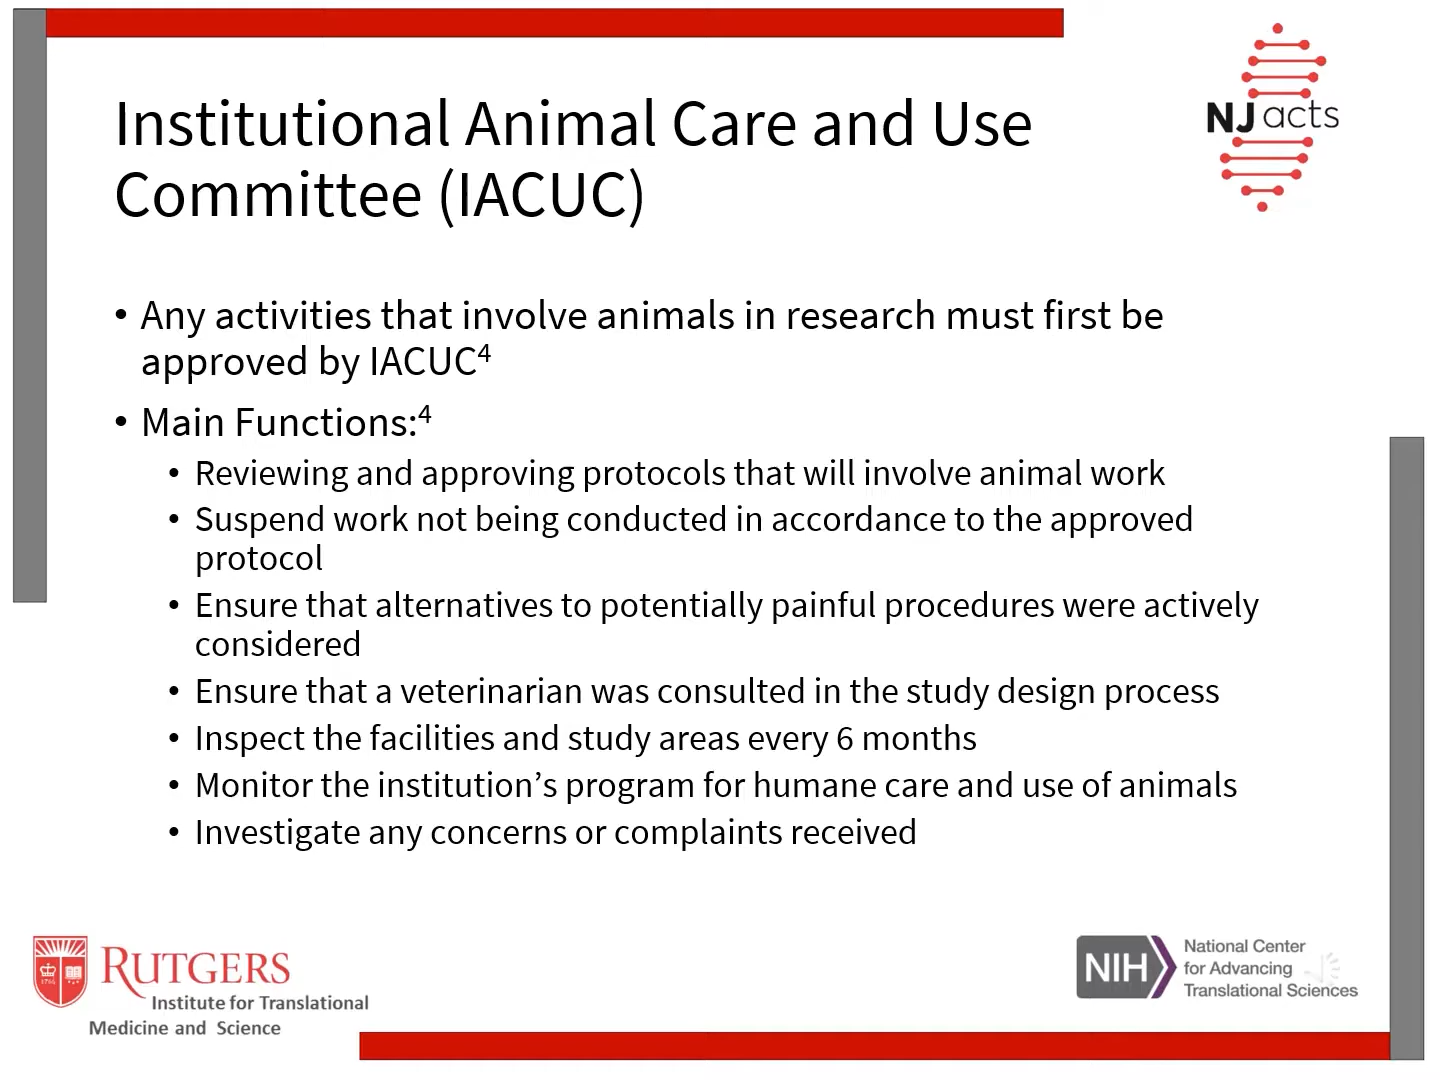 NJ acts
Institutional Animal Care and Use
Committee (IACUC)
• Any activities that involve animals in research must first be
approved by IACUC⁴
• Main Functions:⁴
• Reviewing and approving protocols that will involve animal work
• Suspend work not being conducted in accordance to the approved
protocol
• Ensure that alternatives to potentially painful procedures were actively
considered
• Ensure that a veterinarian was consulted in the study design process
• Inspect the facilities and study areas every 6 months
• Monitor the institution’s program for humane care and use of animals
• Investigate any concerns or complaints received
1766
RUTGERS
Institute for Translational
Medicine and Science
NIH
National Center
for Advancing
Translational Sciences